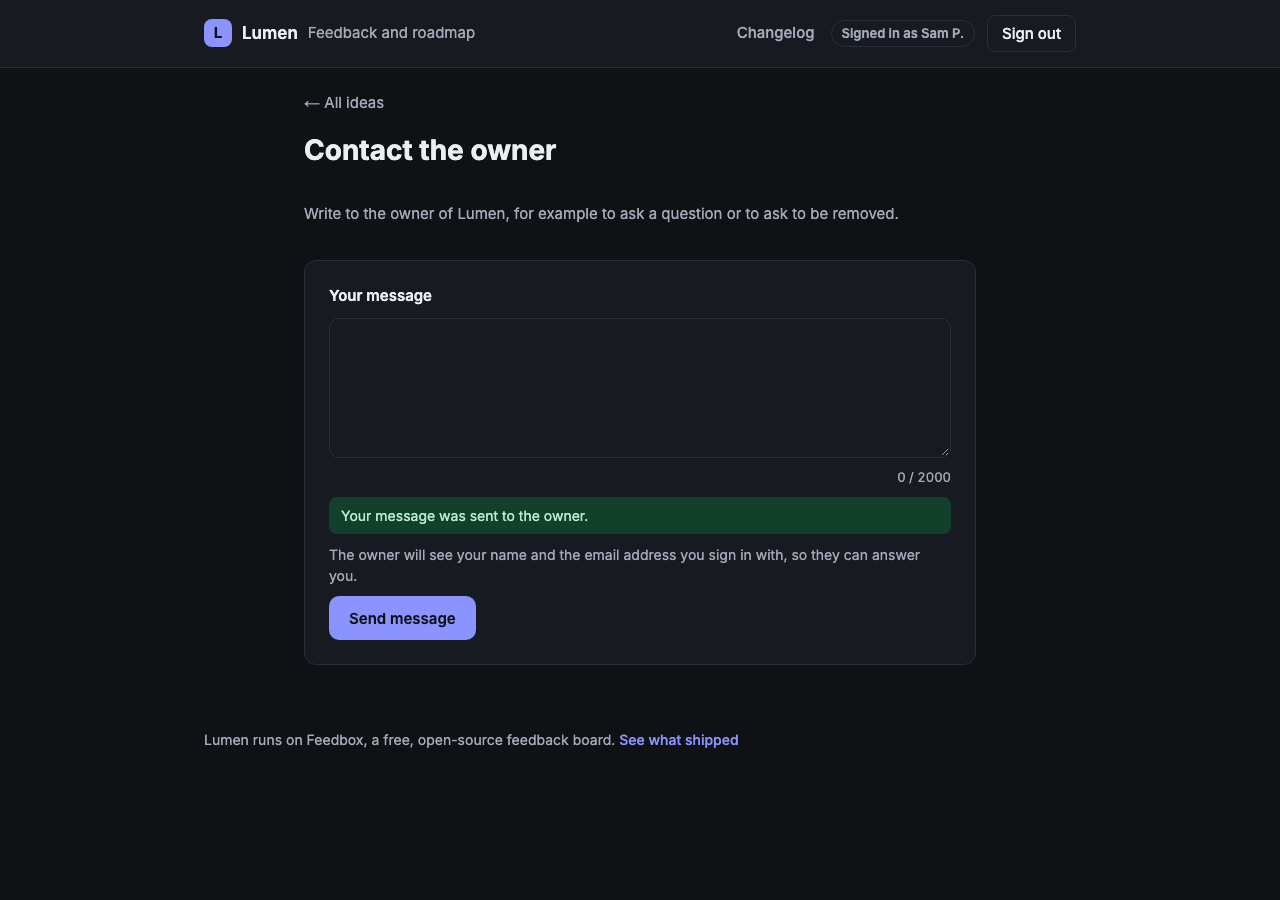 L Lumen Feedback and roadmap Changelog Signed in as Sam P. Sign out
← All ideas
Contact the owner
Write to the owner of Lumen, for example to ask a question or to ask to be removed.
Your message
0 / 2000
Your message was sent to the owner.
The owner will see your name and the email address you sign in with, so they can answer
you.
Send message
Lumen runs on Feedbox, a free, open-source feedback board. See what shipped